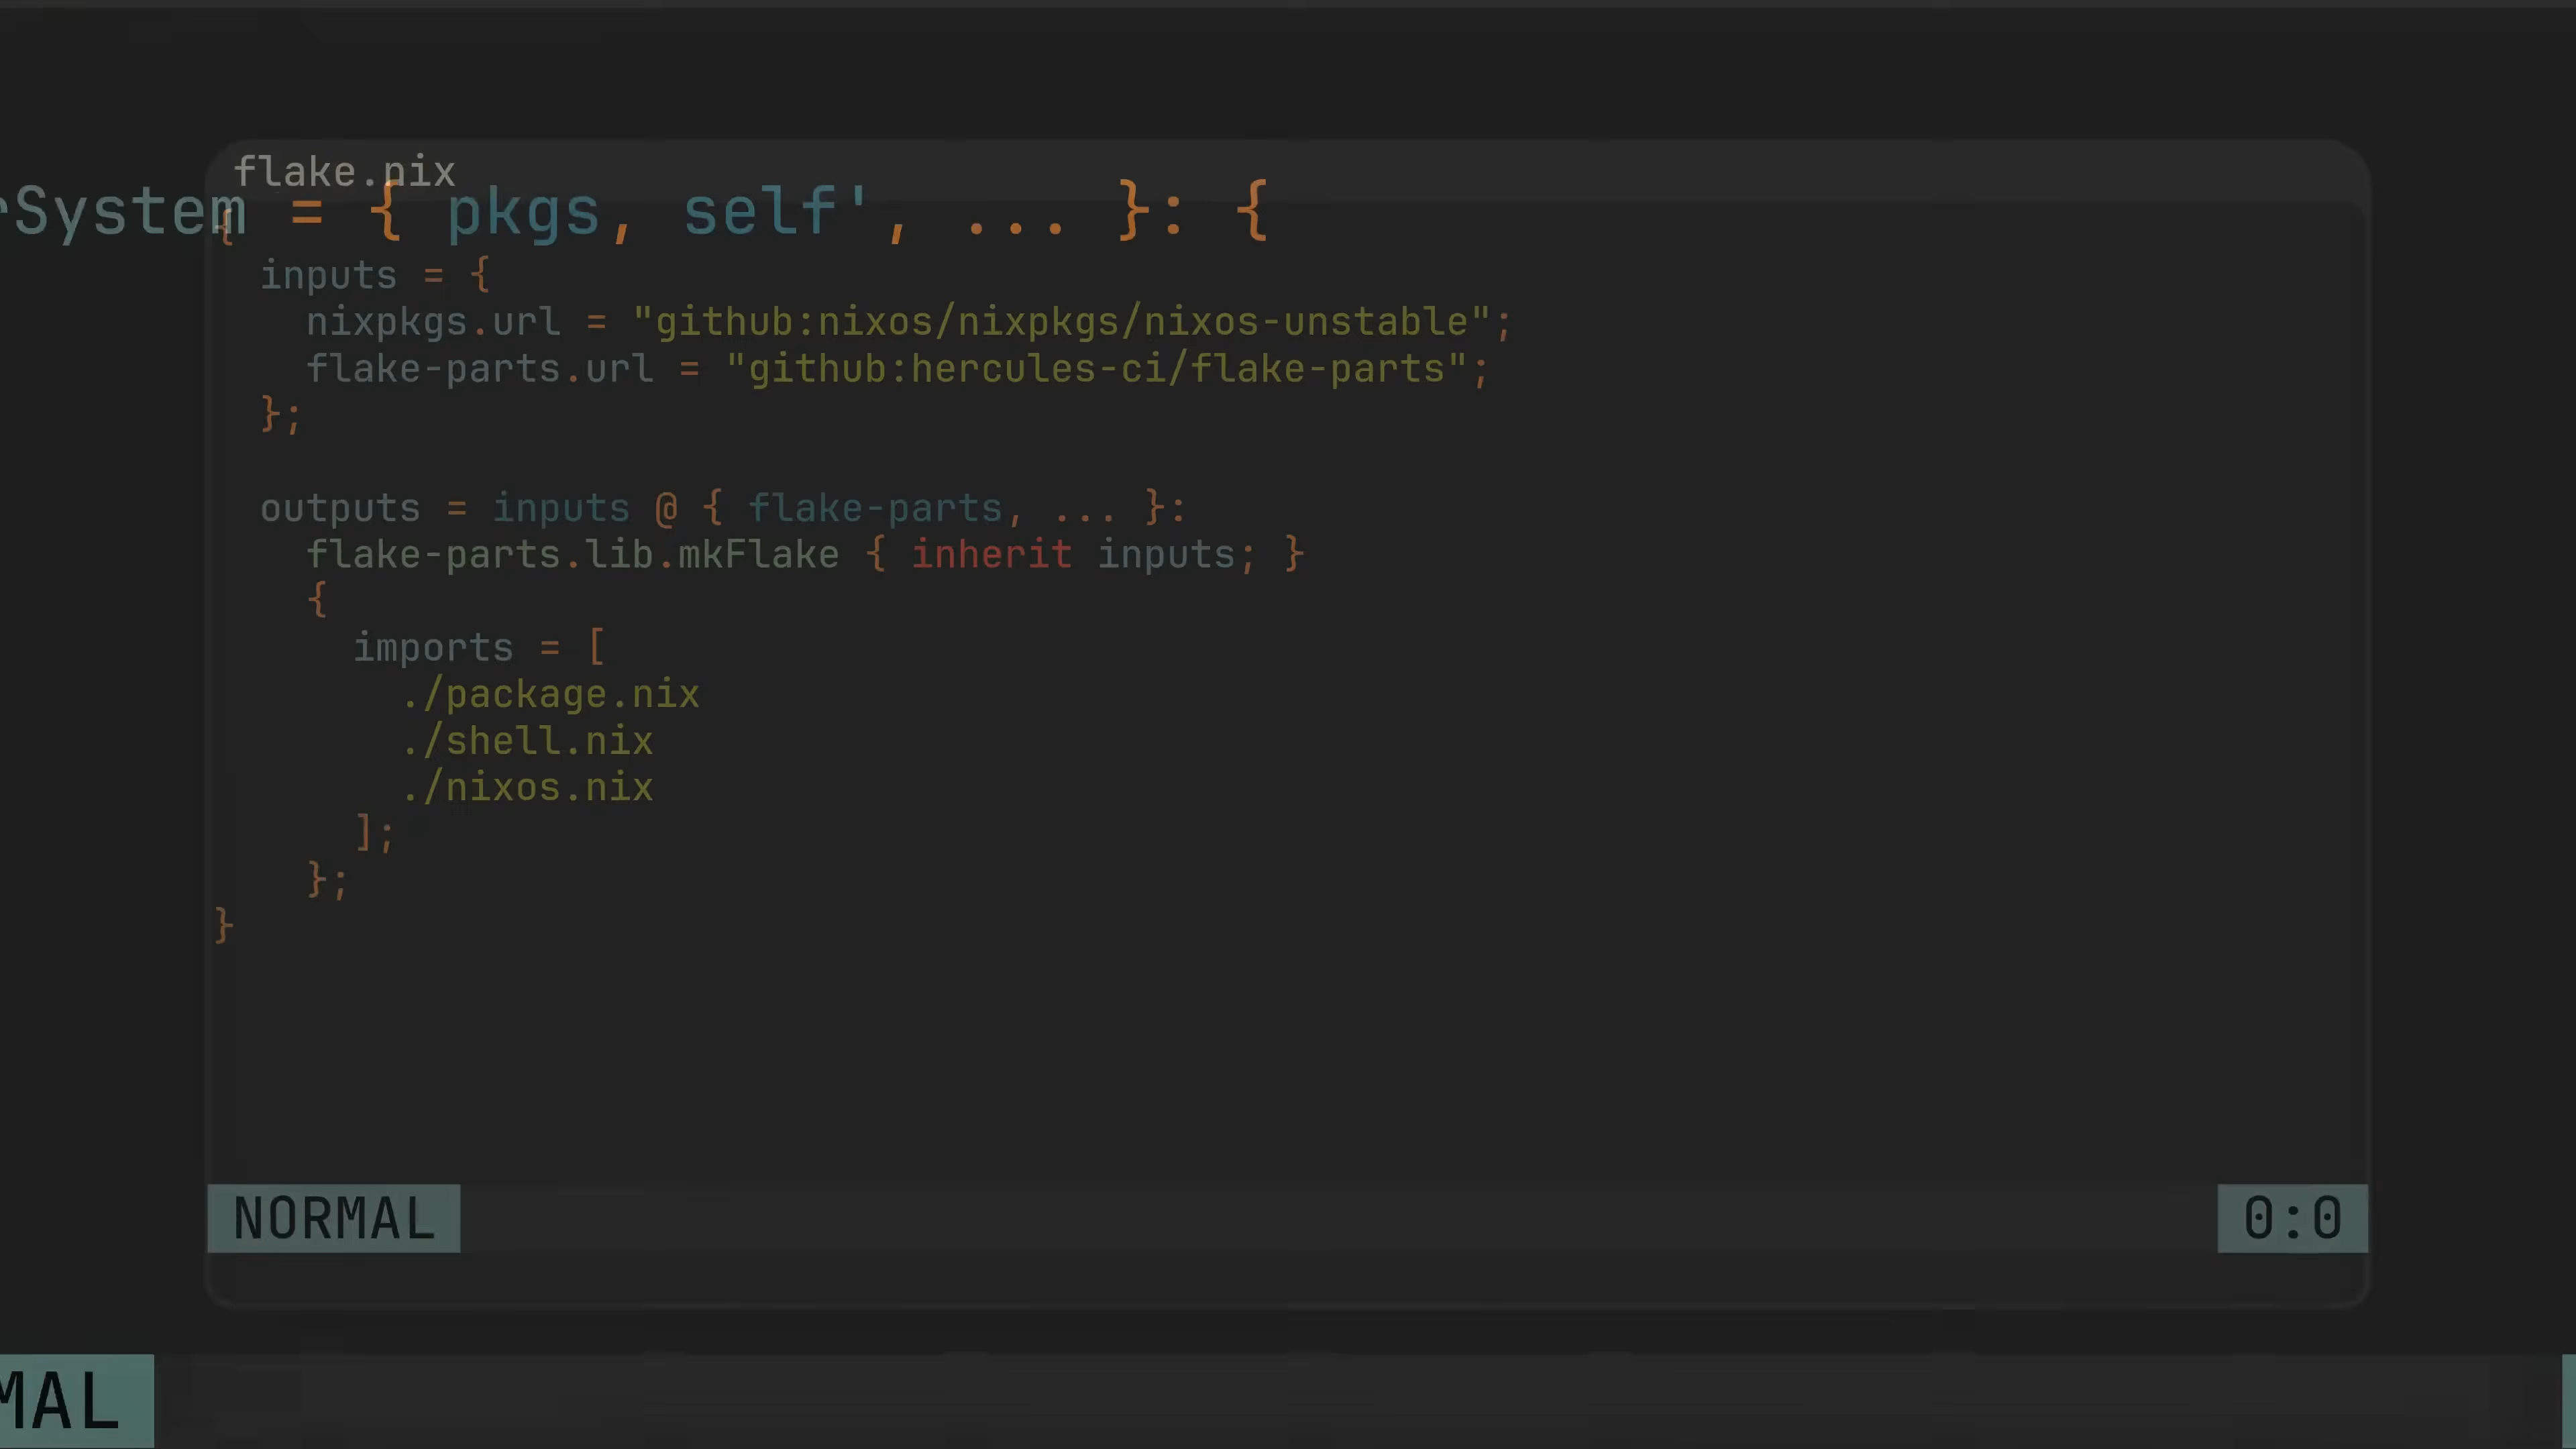 flake.nix
rSystem = { pkgs, self', ... }: {
{
inputs = {
nixpkgs.url = "github:nixos/nixpkgs/nixos-unstable";
flake-parts.url = "github:hercules-ci/flake-parts";
};
outputs = inputs @ { flake-parts, ... }:
flake-parts.lib.mkFlake { inherit inputs; }
{
imports = [
./package.nix
./shell.nix
./nixos.nix
];
};
}
NORMAL 0:0
MAL